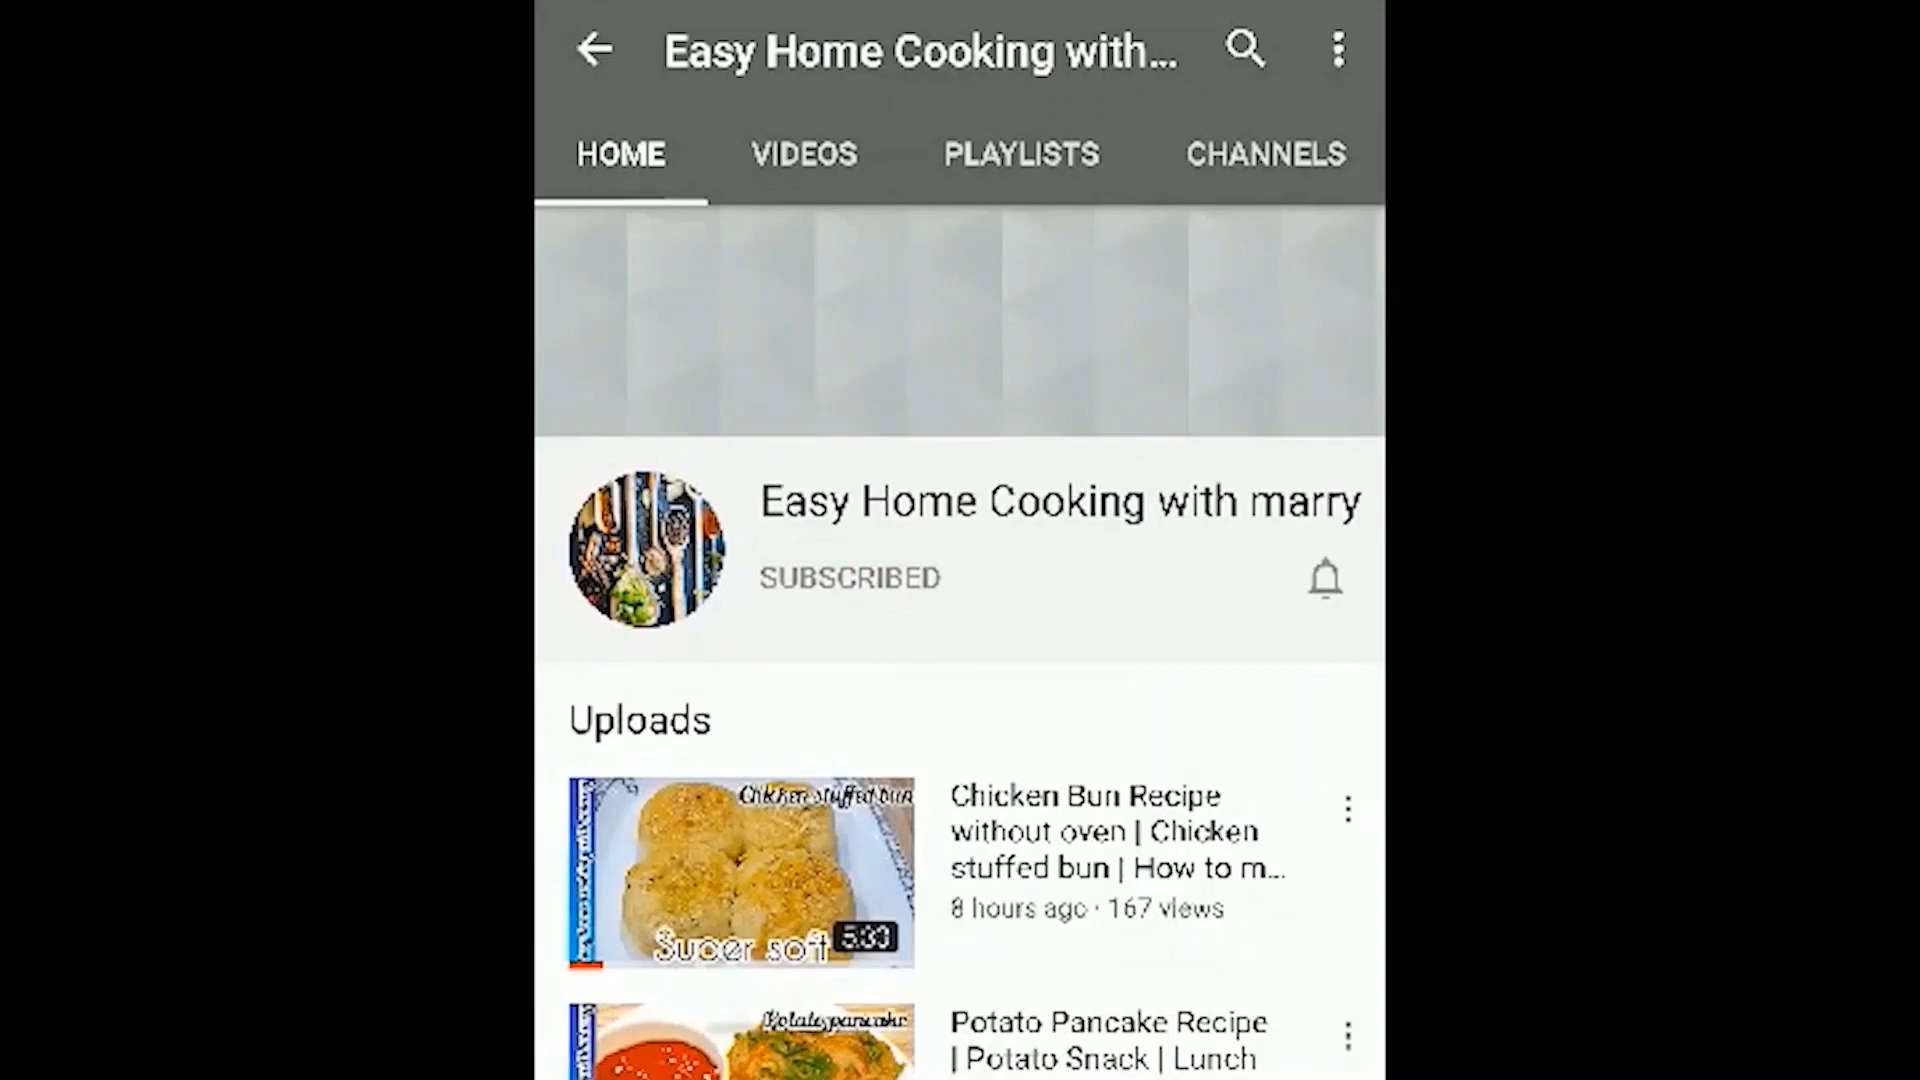 Easy Home Cooking with...
HOME VIDEOS PLAYLISTS CHANNELS
Easy Home Cooking with marry
SUBSCRIBED
Uploads
Chicken stuffed bun
Super soft
5:39
Chicken Bun Recipe
without oven | Chicken
stuffed bun | How to m...
8 hours ago · 167 views
Potato pancake
Potato Pancake Recipe
| Potato Snack | Lunch